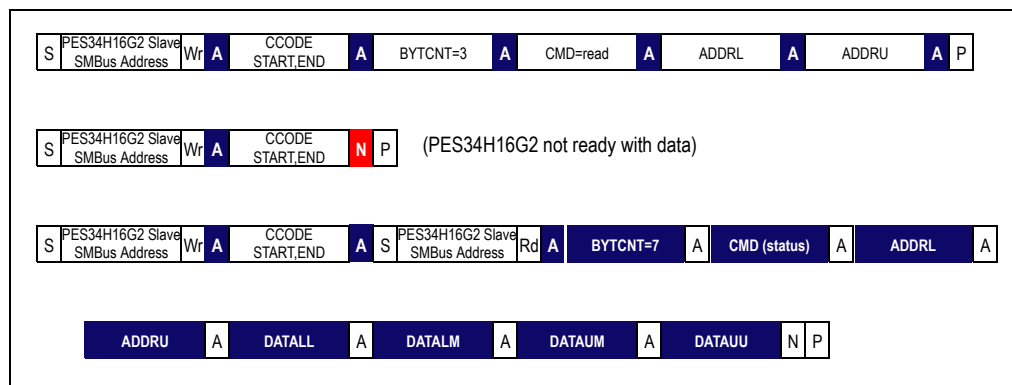 S PES34H16G2 Slave SMBus Address Wr A CCODE START,END A BYTCNT=3 A CMD=read A ADDRL A ADDRU A P
S PES34H16G2 Slave SMBus Address Wr A CCODE START,END N P (PES34H16G2 not ready with data)
S PES34H16G2 Slave SMBus Address Wr A CCODE START,END A S PES34H16G2 Slave SMBus Address Rd A BYTCNT=7 A CMD (status) A ADDRL A
ADDRU A DATALL A DATALM A DATAUM A DATAUU N P